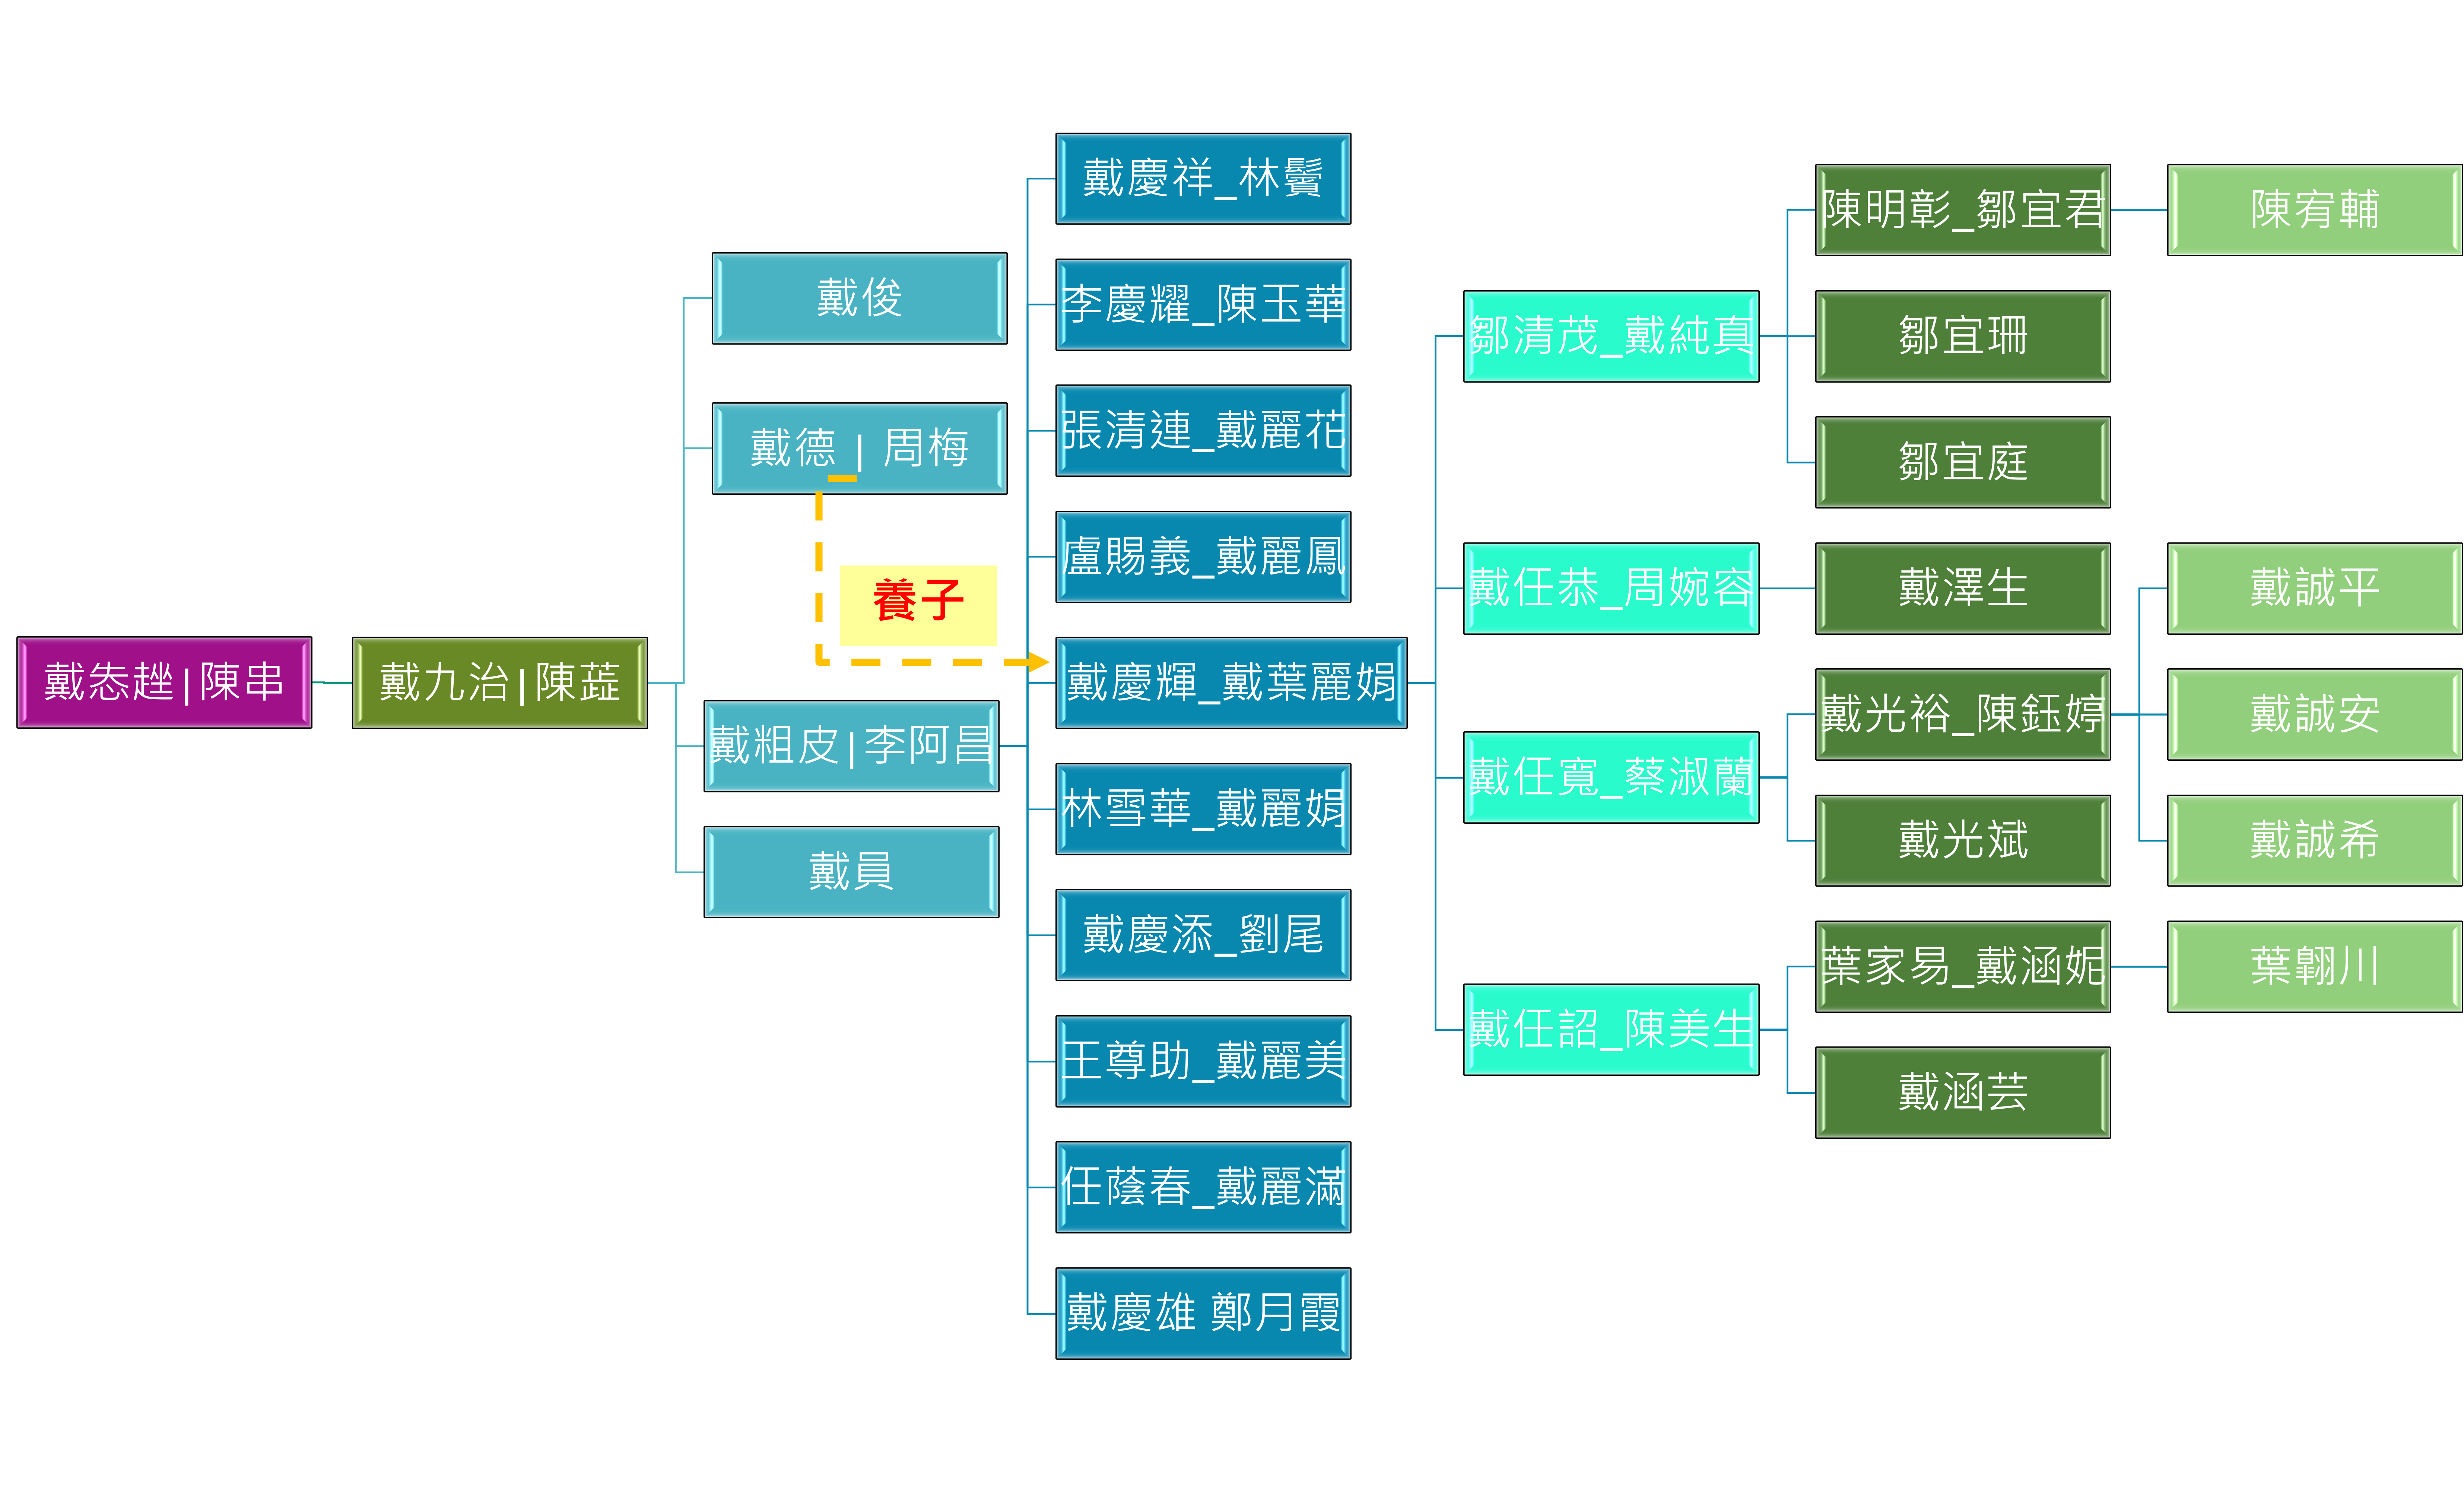 戴慶祥_林鬢
陳明彰_鄒宜君
陳宥輔
戴俊
李慶耀_陳玉華
鄒清茂_戴純真
鄒宜珊
戴德 | 周梅
張清連_戴麗花
鄒宜庭
盧賜義_戴麗鳳
養子
戴任恭_周婉容
戴澤生
戴誠平
|陳串
戴九治|陳蕋
戴慶輝_戴葉麗娟
戴光裕_陳鈺婷
戴誠安
戴粗皮|李阿昌
戴任寬_蔡淑蘭
林雪華_戴麗娟
戴光斌
戴誠希
戴員
戴慶添_劉尾
葉家易_戴涵妮
葉翺川
戴任詔_陳美生
王尊助_戴麗美
戴涵芸
任蔭春_戴麗滿
戴慶雄 鄭月霞